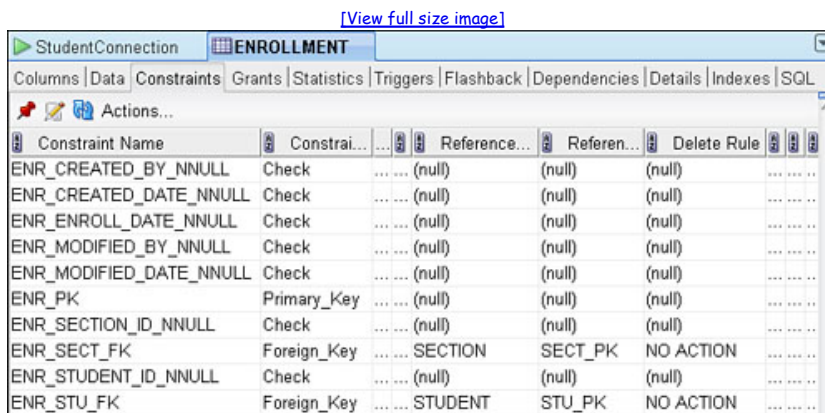 [View full size image]
StudentConnection ENROLLMENT
Columns | Data | Constraints Grants | Statistics | Triggers | Flashback | Dependencies | Details | Indexes | SQL
Actions...
Constraint Name Constrai... ... Reference... Referen... Delete Rule
ENR_CREATED_BY_NNULL Check ... ... (null) (null) (null) ... ... ..
ENR_CREATED_DATE_NNULL Check ... ... (null) (null) (null) ... ... ..
ENR_ENROLL_DATE_NNULL Check ... ... (null) (null) (null) ... ... ..
ENR_MODIFIED_BY_NNULL Check ... ... (null) (null) (null) ... ... ..
ENR_MODIFIED_DATE_NNULL Check ... ... (null) (null) (null) ... ... ..
ENR_PK Primary_Key ... ... (null) (null) (null) ... ... ..
ENR_SECTION_ID_NNULL Check ... ... (null) (null) (null) ... ... ..
ENR_SECT_FK Foreign_Key ... ... SECTION SECT_PK NO ACTION ... ... ..
ENR_STUDENT_ID_NNULL Check ... ... (null) (null) (null) ... ... ..
ENR_STU_FK Foreign_Key ... ... STUDENT STU_PK NO ACTION ... ... ..